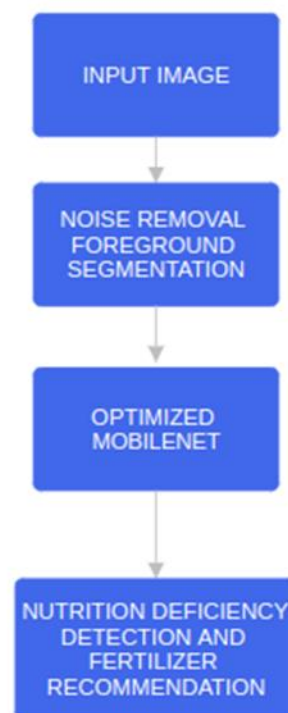 INPUT IMAGE
NOISE REMOVAL
FOREGROUND
SEGMENTATION
OPTIMIZED
MOBILENET
NUTRITION DEFICIENCY
DETECTION AND
FERTILIZER
RECOMMENDATION